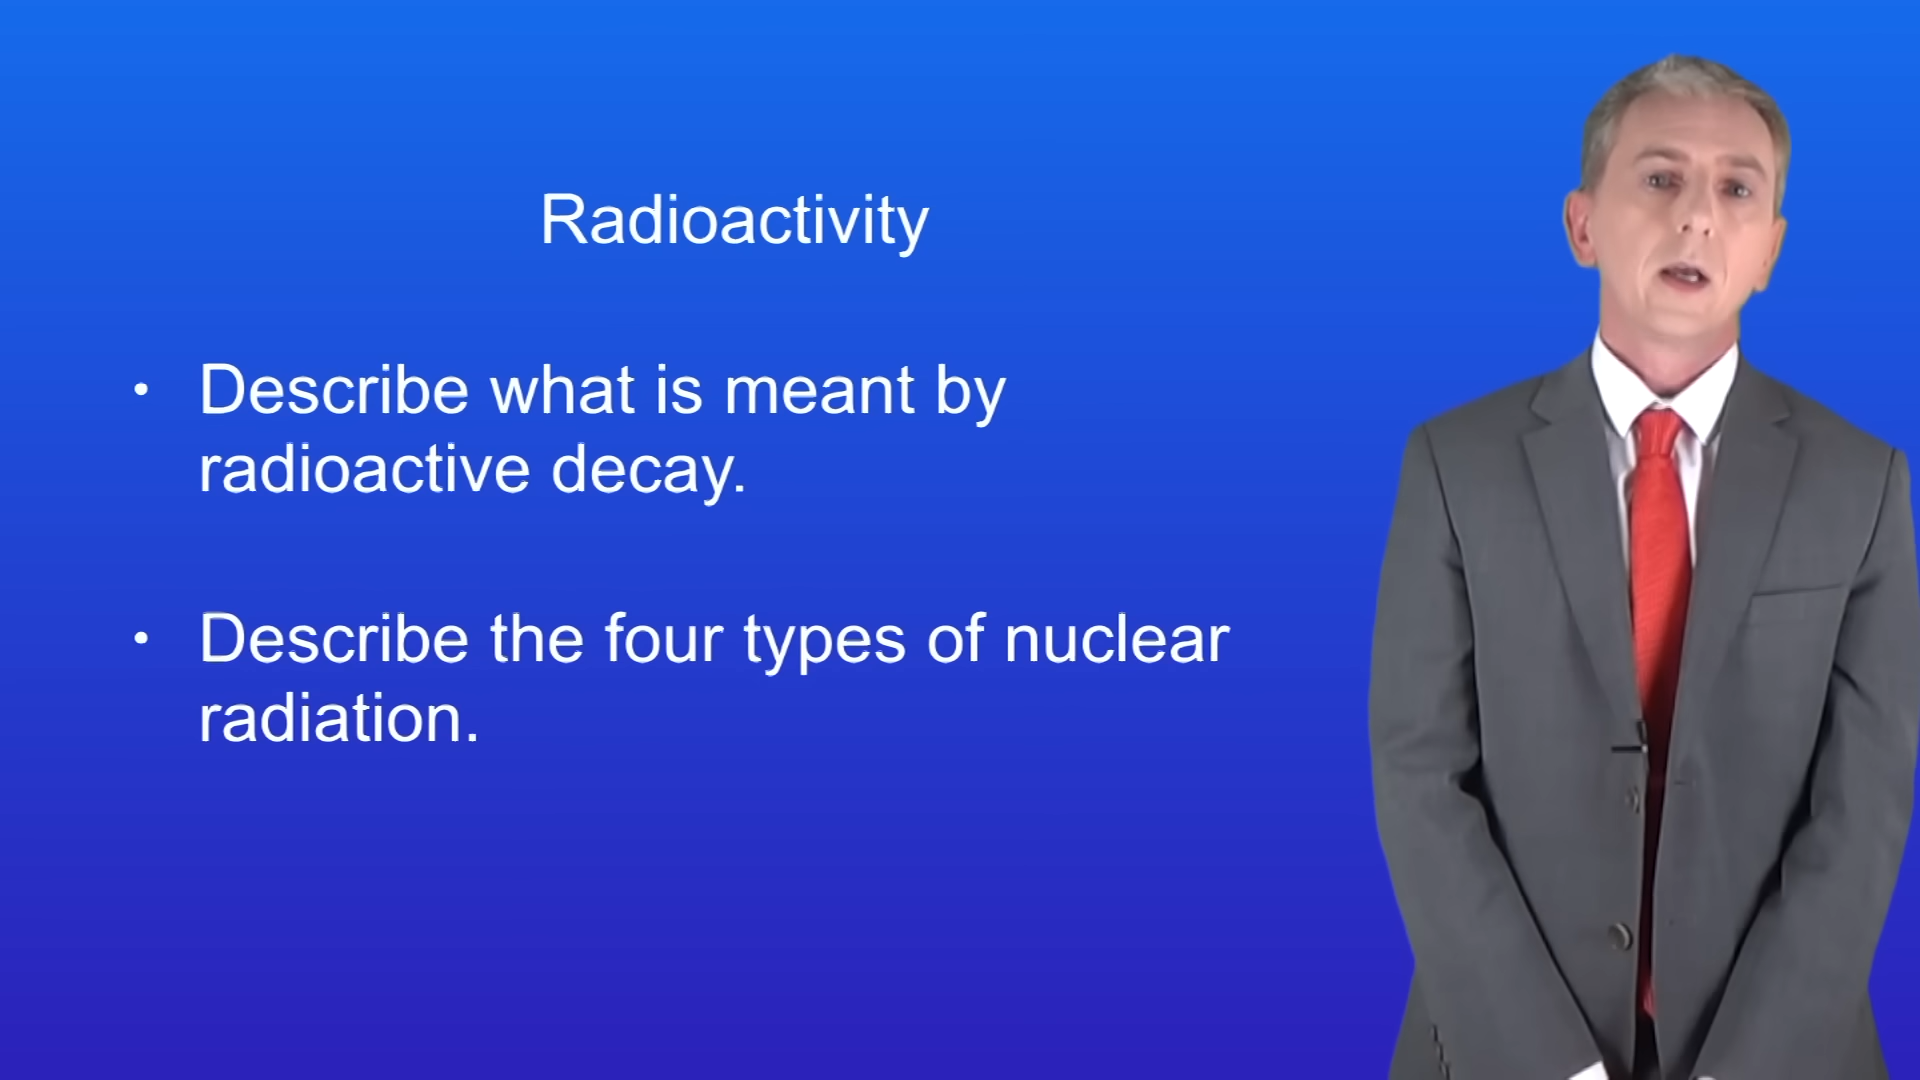 Radioactivity
• Describe what is meant by
radioactive decay.
• Describe the four types of nuclear
radiation.